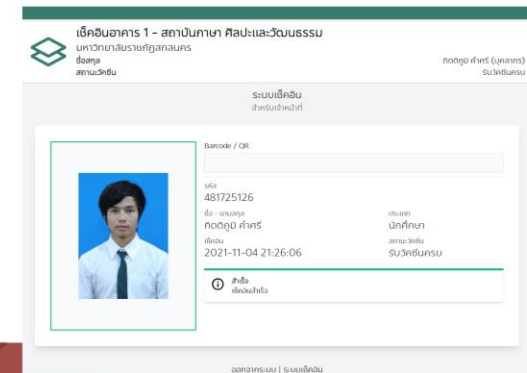 เช็คอินอาคาร 1 - สถาบันภาษา ศิลปะและวัฒนธรรม
มหาวิทยาลัยราชภัฏสกลนคร
ชื่อสกุล
กิตติภูมิ คำศรี (บุคลากร)
สถานะวัคซีน
รับวัคซีนครบ
ระบบเช็คอิน
สำหรับเจ้าหน้าที่
Barcode / QR
รหัส
481725126
ชื่อ - นามสกุล
ประเภท
กิตติภูมิ คำศรี
นักศึกษา
เช็คอิน
สถานะวัคซีน
2021-11-04 21:26:06
รับวัคซีนครบ
สำเร็จ
เช็คอินสำเร็จ
ออกจากระบบ | ระบบเช็คอิน